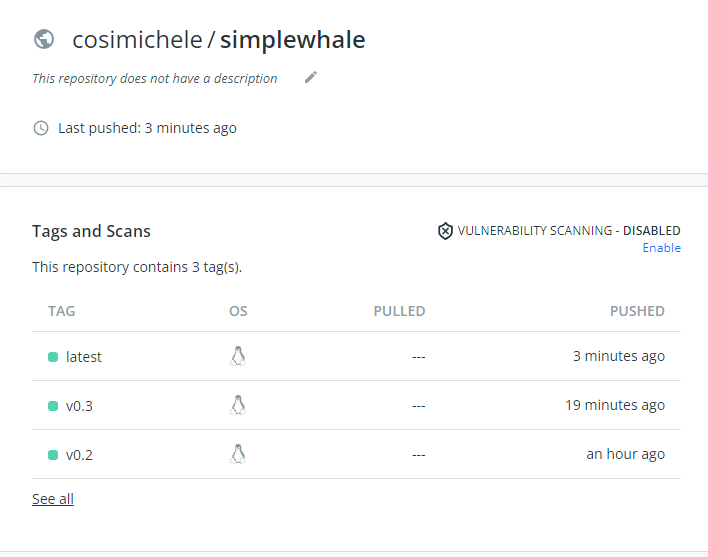 cosimichele / simplewhale
This repository does not have a description
Last pushed: 3 minutes ago
Tags and Scans
VULNERABILITY SCANNING - DISABLED
Enable
This repository contains 3 tag(s).
TAG OS PULLED PUSHED
latest --- 3 minutes ago
v0.3 --- 19 minutes ago
v0.2 --- an hour ago
See all